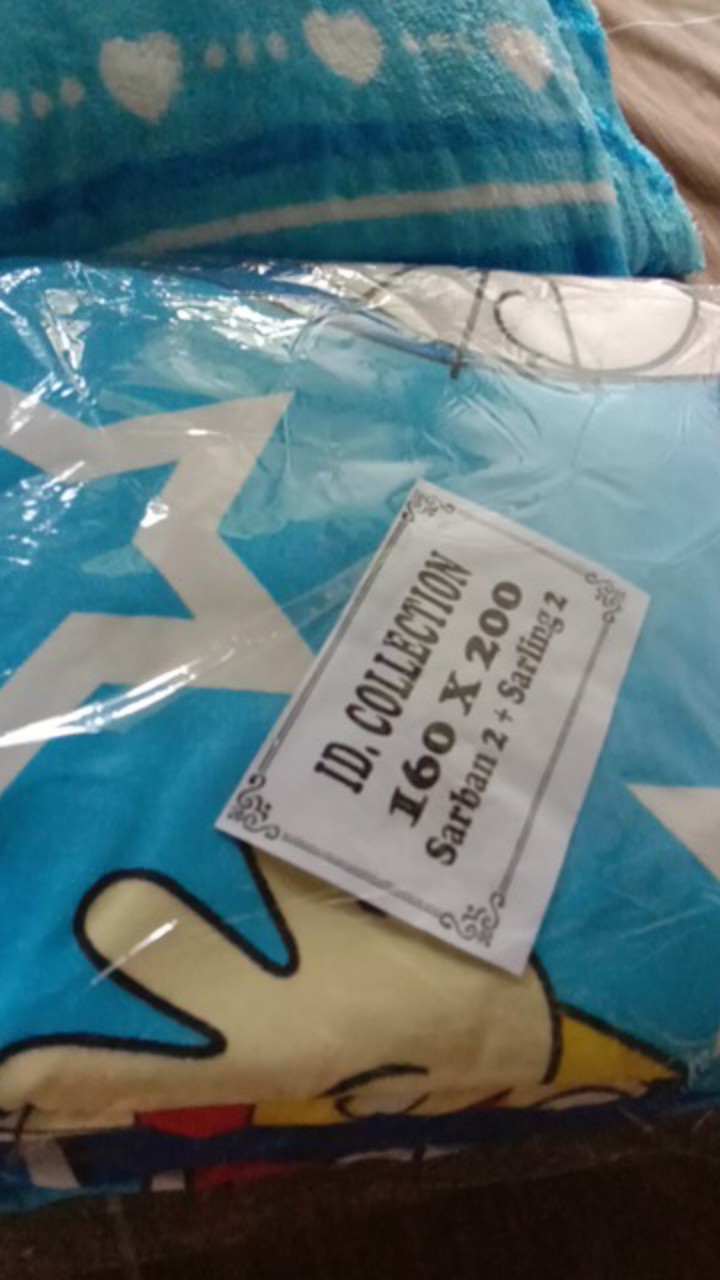 ID. COLLECTION
160 X 200
Sarban 2 + Sarling 2